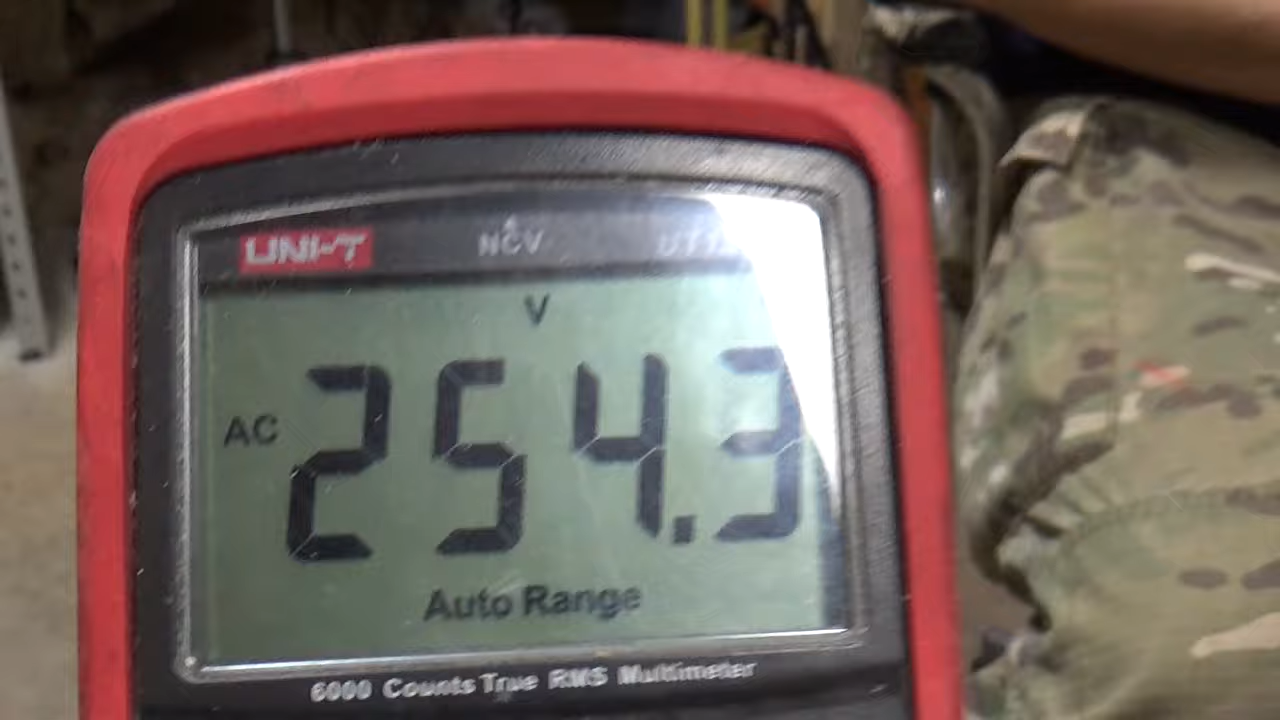 UNI-T NCV
V
AC 254.3
Auto Range
6000 Counts True RMS Multimeter